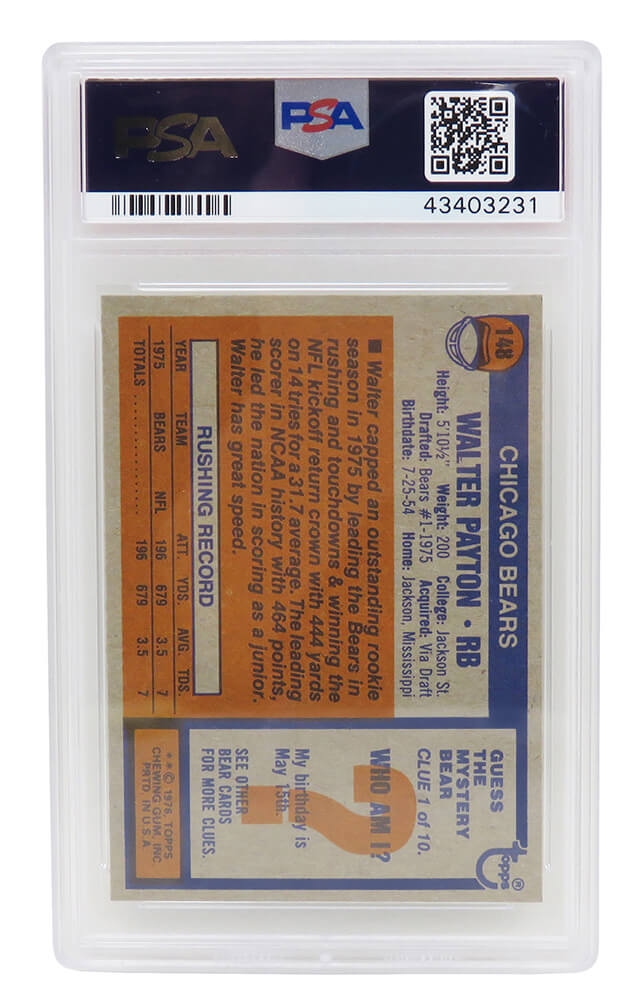 PSA
PSA
43403231
148
CHICAGO BEARS
WALTER PAYTON • RB
Height: 5'10½" Weight: 200 College: Jackson St.
Drafted: Bears #1-1975 Acquired: Via Draft
Birthdate: 7-25-54 Home: Jackson, Mississippi
■ Walter capped an outstanding rookie
season in 1975 by leading the Bears in
rushing and touchdowns & winning the
NFL kickoff return crown with 444 yards
on 14 tries for a 31.7 average. The leading
scorer in NCAA history with 464 points,
he led the nation in scoring as a junior.
Walter has great speed.
RUSHING RECORD
YEAR TEAM ATT. YDS. AVG. TDS.
1975 BEARS NFL 196 679 3.5 7
TOTALS .......... 196 679 3.5 7
topps®
GUESS
THE
MYSTERY
BEAR
CLUE 1 of 10.
WHO AM I?
?
My birthday is
May 15th.
SEE OTHER
BEAR CARDS
FOR MORE CLUES.
** © 1976, TOPPS
CHEWING GUM, INC
PRTD. IN U.S.A